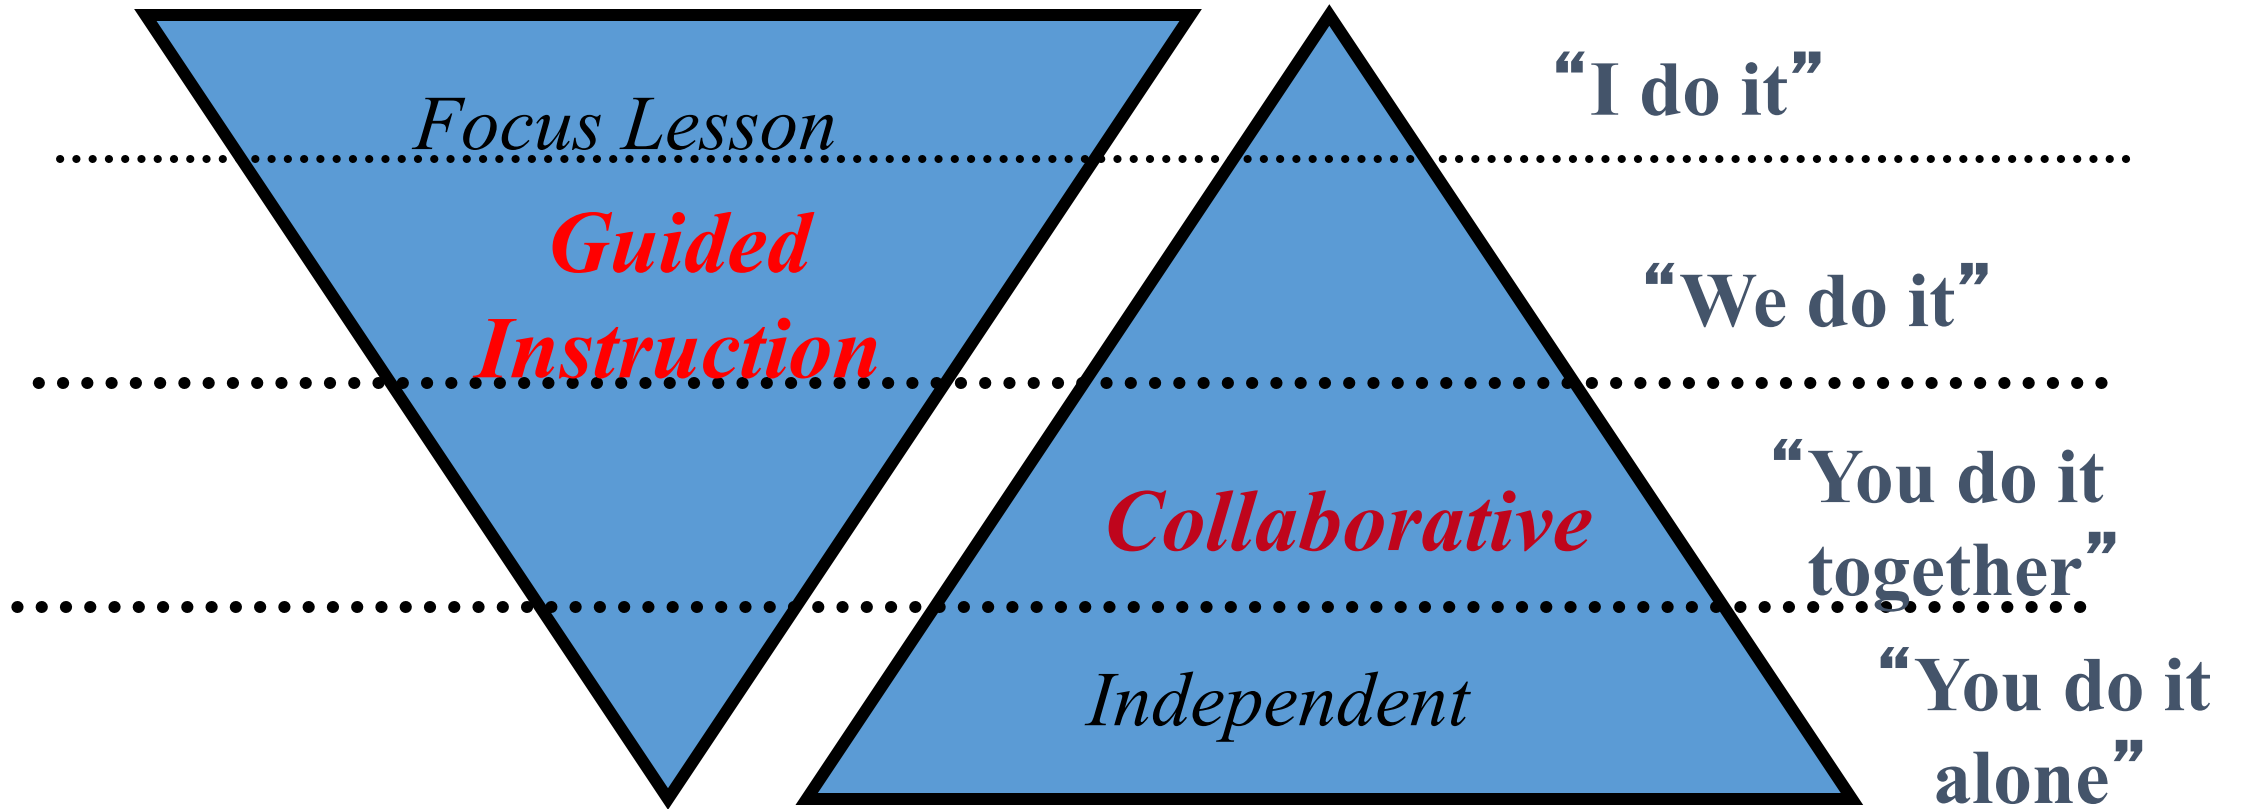 Focus Lesson
“I do it”
Guided
Instruction
“We do it”
Collaborative
“You do it
together”
Independent
“You do it
alone”